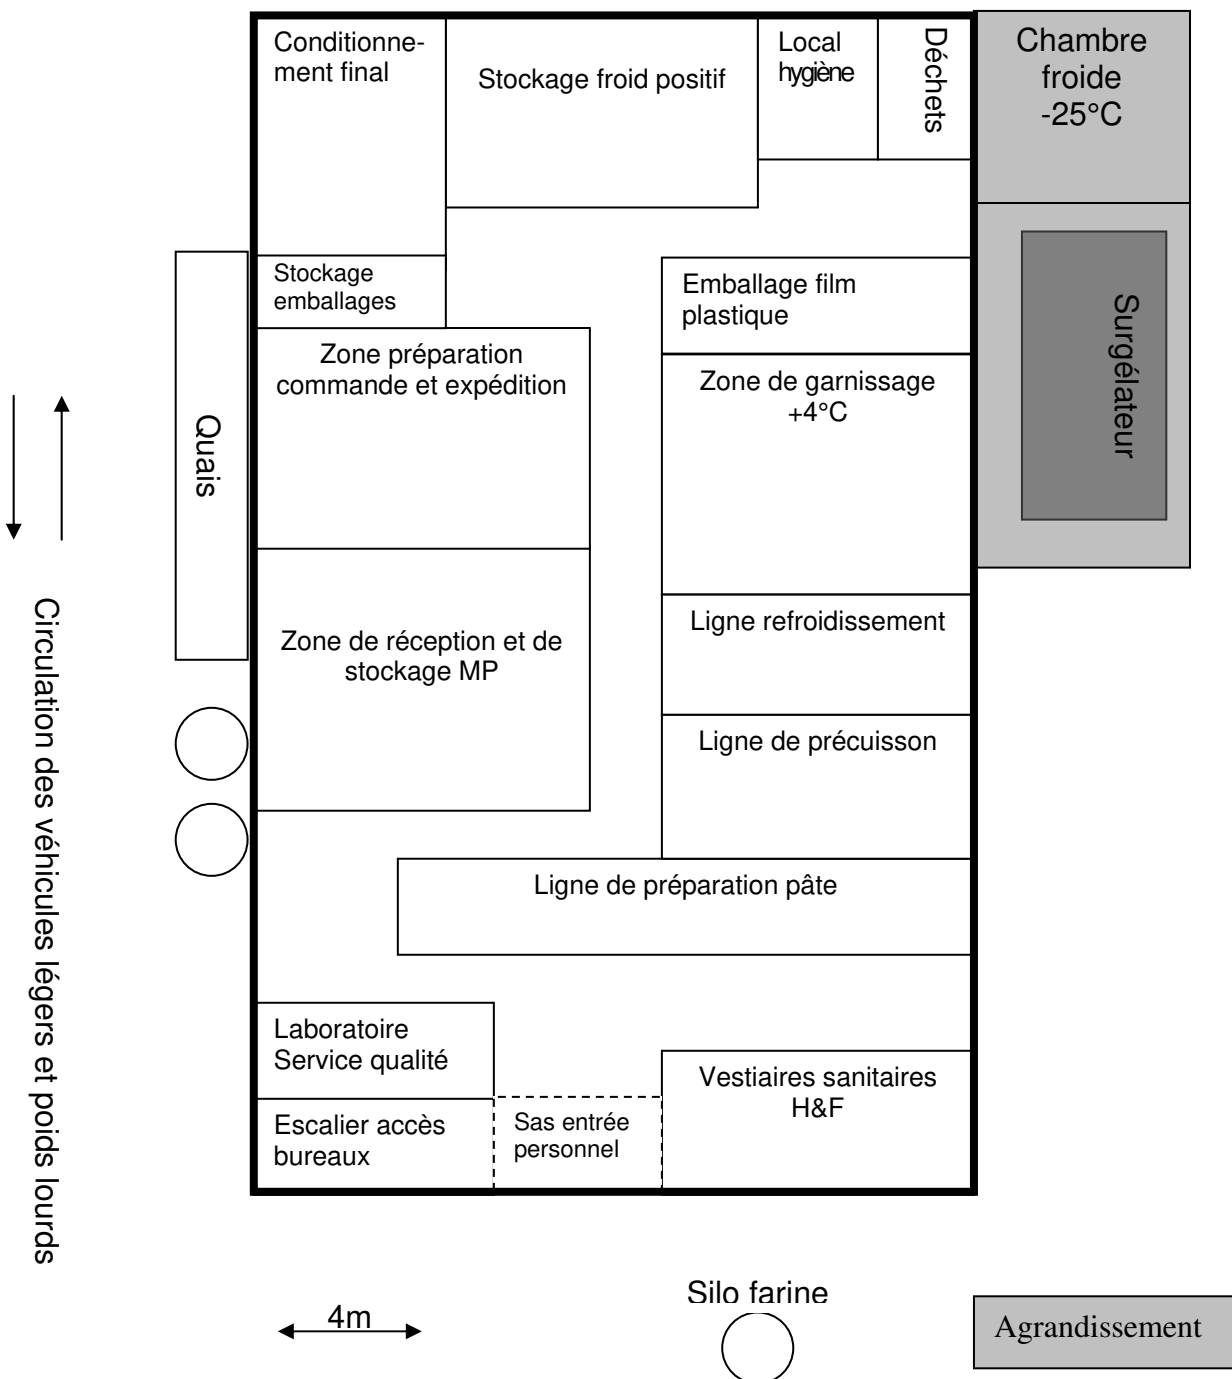 Conditionne-
ment final
Stockage froid positif
Local
hygiène
Déchets
Chambre
froide
-25°C
Stockage
emballages
Emballage film
plastique
Surgélateur
Zone préparation
commande et expédition
Zone de garnissage
+4°C
Quais
Circulation des véhicules légers et poids lourds
Zone de réception et de
stockage MP
Ligne refroidissement
Ligne de précuisson
Ligne de préparation pâte
Laboratoire
Service qualité
Vestiaires sanitaires
H&F
Escalier accès
bureaux
Sas entrée
personnel
4m
Silo farine
Agrandissement